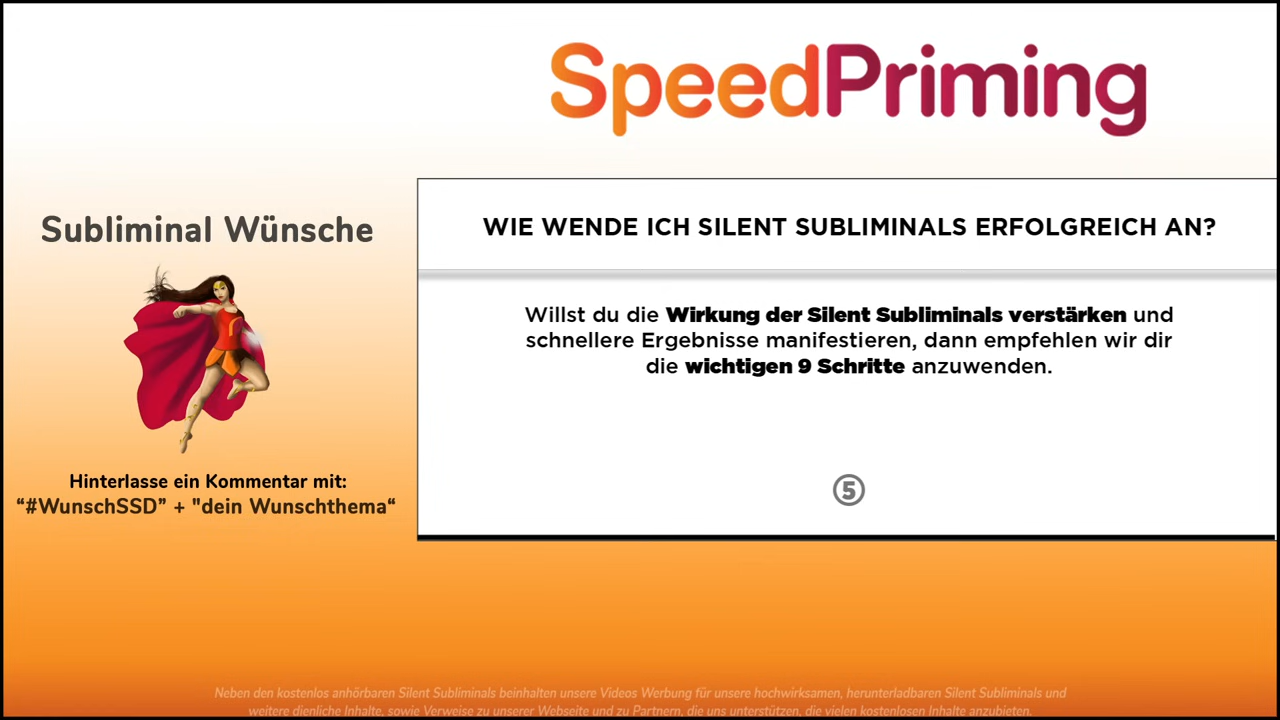 SpeedPriming
Subliminal Wünsche
Hinterlasse ein Kommentar mit:
“#WunschSSD” + "dein Wunschthema“
WIE WENDE ICH SILENT SUBLIMINALS ERFOLGREICH AN?
Willst du die Wirkung der Silent Subliminals verstärken und
schnellere Ergebnisse manifestieren, dann empfehlen wir dir
die wichtigen 9 Schritte anzuwenden.
⑤
Neben den kostenlos anhörbaren Silent Subliminals beinhalten unsere Videos Werbung für unsere hochwirksamen, herunterladbaren Silent Subliminals und
weitere dienliche Inhalte, sowie Verweise zu unserer Webseite und zu Partnern, die uns unterstützen, die vielen kostenlosen Inhalte anzubieten.